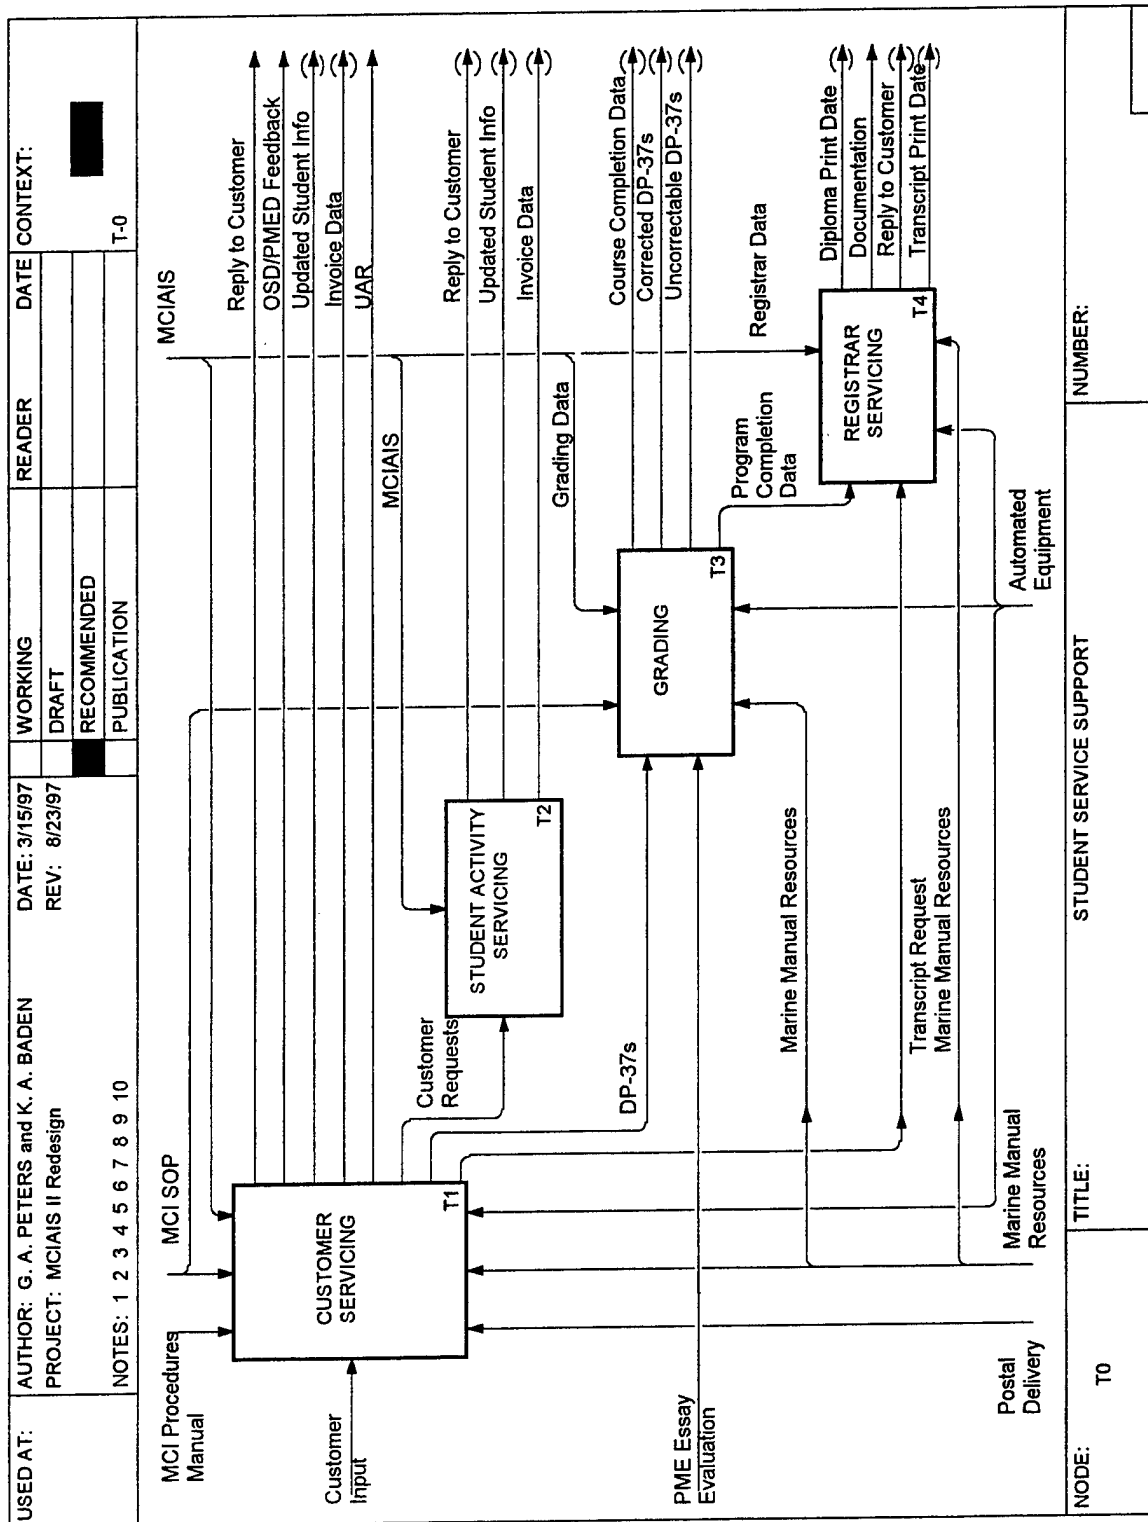 USED AT:
AUTHOR: G. A. PETERS and K. A. BADEN
DATE: 3/15/97
WORKING
READER
DATE
CONTEXT:
PROJECT: MCIAIS II Redesign
REV: 8/23/97
DRAFT
RECOMMENDED
NOTES: 1 2 3 4 5 6 7 8 9 10
PUBLICATION
T-0
MCI Procedures
Manual
MCI SOP
MCIAIS
Reply to Customer
OSD/PMED Feedback
Updated Student Info
Invoice Data
UAR
CUSTOMER
SERVICING
T1
Customer
Input
MCIAIS
Customer
Requests
STUDENT ACTIVITY
SERVICING
T2
Reply to Customer
Updated Student Info
Invoice Data
Grading Data
DP-37s
GRADING
T3
Course Completion Data
Corrected DP-37s
Uncorrectable DP-37s
PME Essay
Evaluation
Program
Completion
Data
Registrar Data
Marine Manual Resources
REGISTRAR
SERVICING
T4
Diploma Print Date
Documentation
Reply to Customer
Transcript Print Date
Transcript Request
Marine Manual Resources
Postal
Delivery
Marine Manual
Resources
Automated
Equipment
NODE:
T0
TITLE:
STUDENT SERVICE SUPPORT
NUMBER: